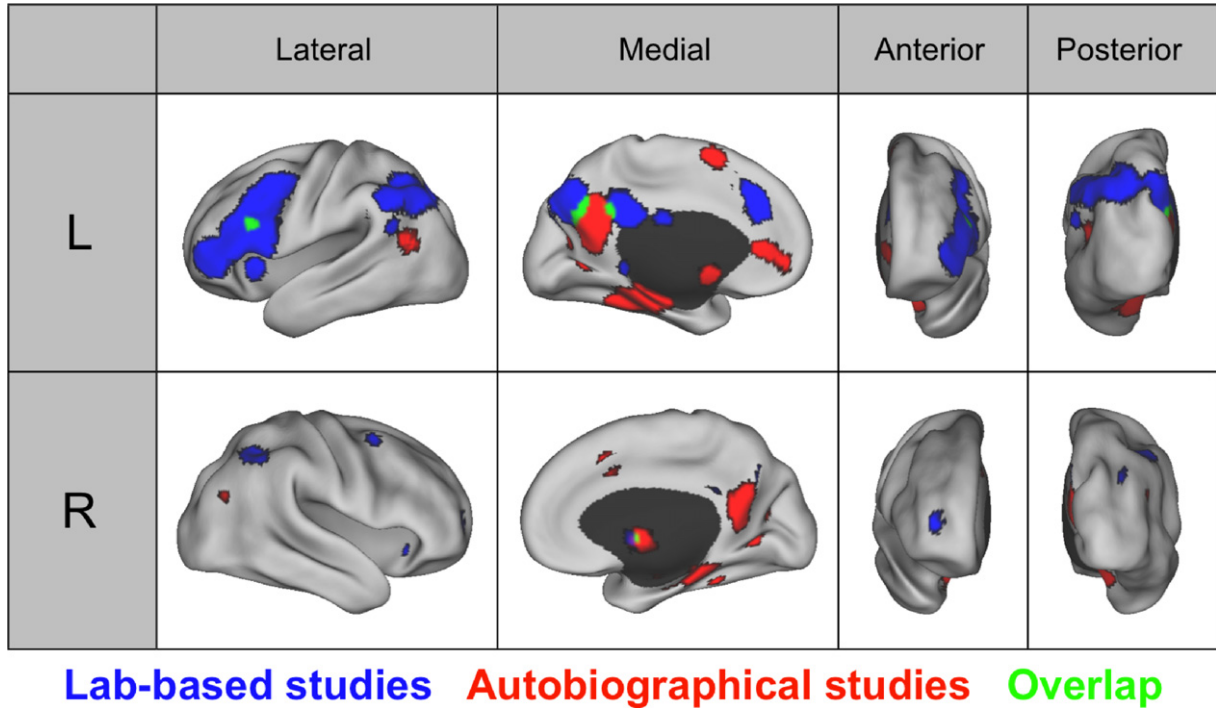 Lateral Medial Anterior Posterior
L
R
Lab-based studies Autobiographical studies Overlap